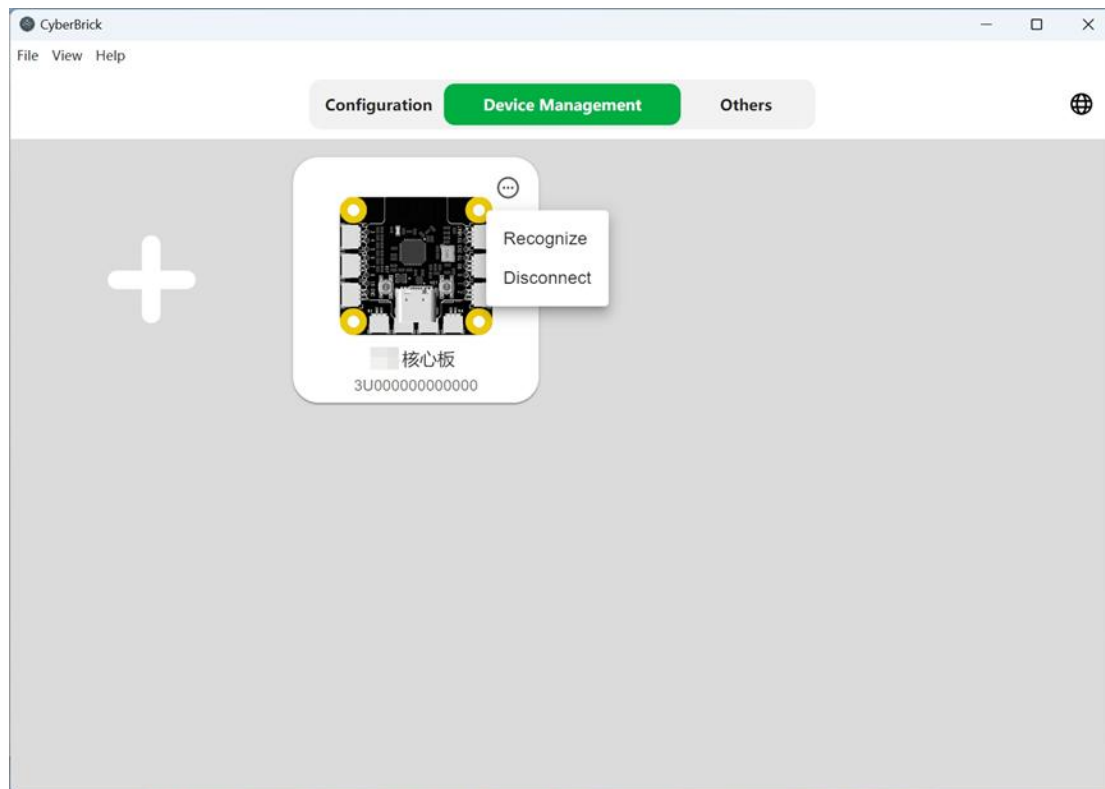 CyberBrick
File View Help
Configuration Device Management Others
Recognize
Disconnect
核心板
3U000000000000